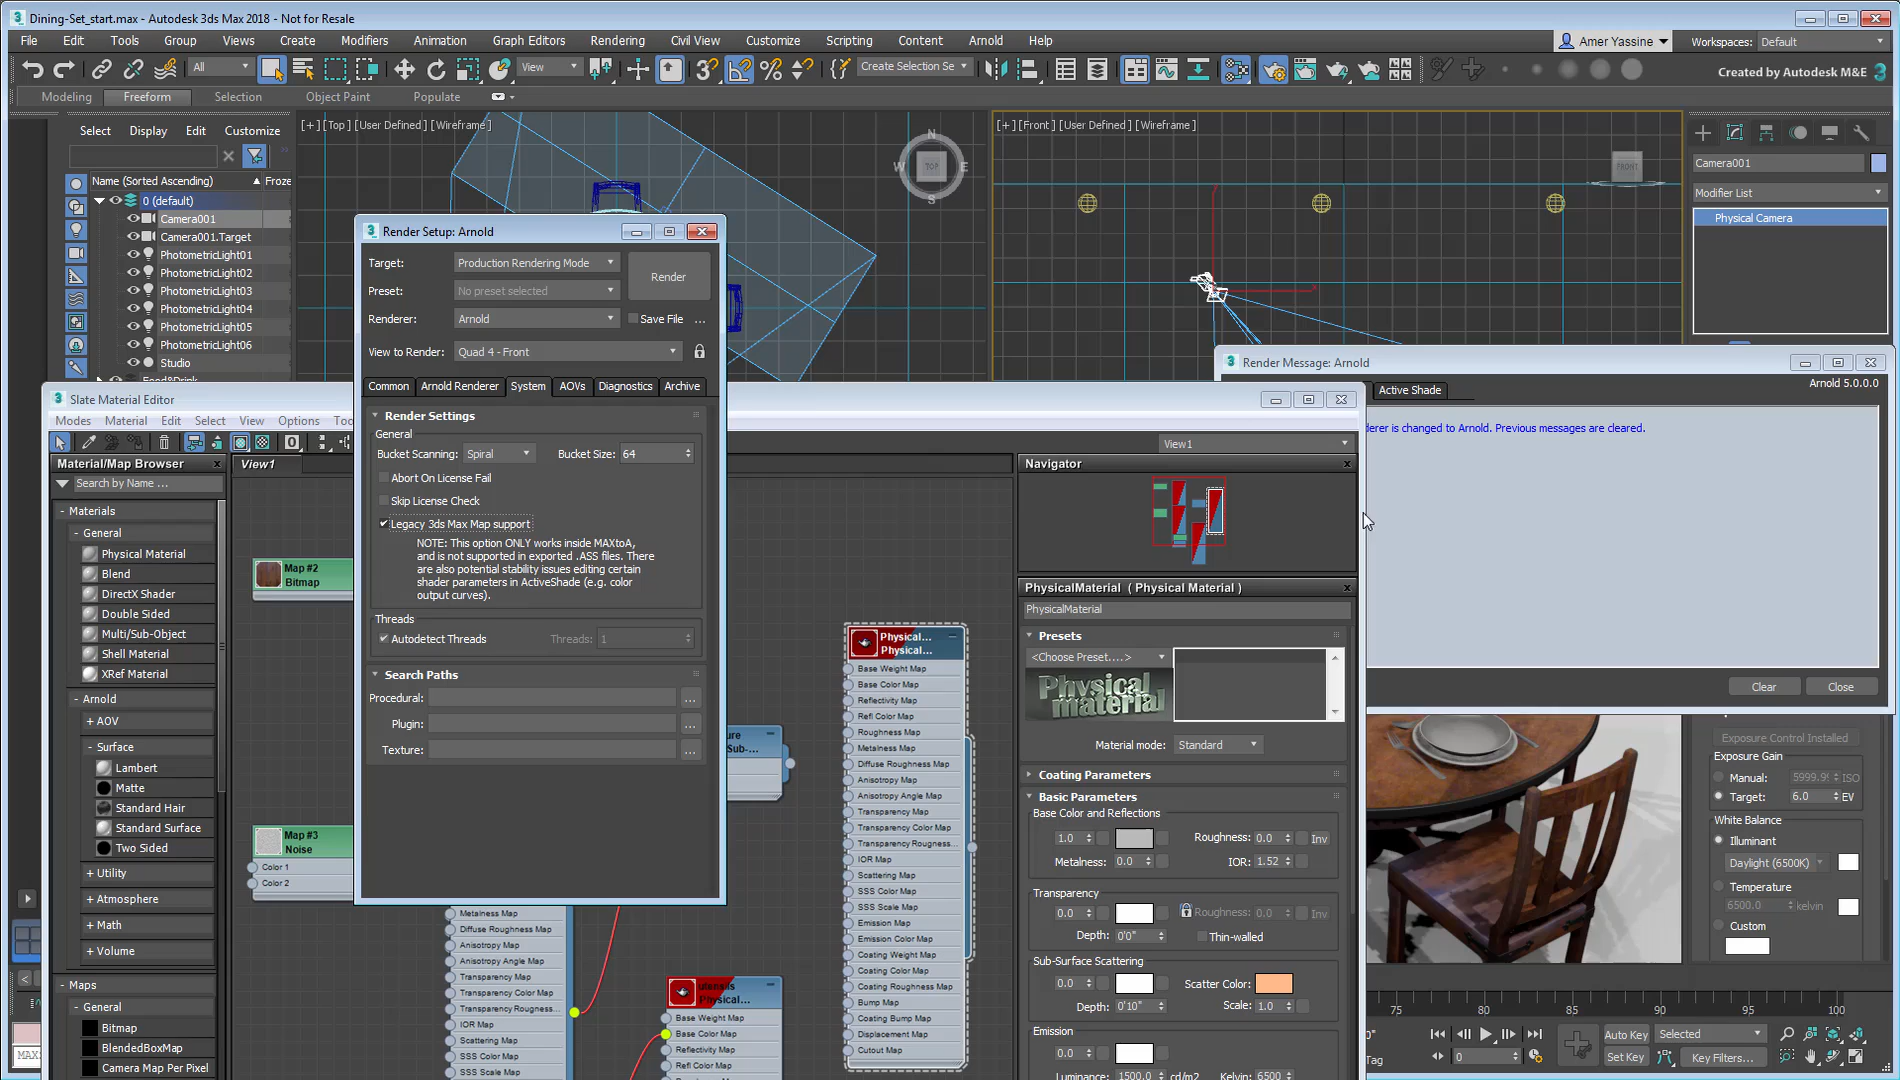 Dining-Set_start.max - Autodesk 3ds Max 2018 - Not for Resale
File Edit Tools Group Views Create Modifiers Animation Graph Editors Rendering Civil View Customize Scripting Content Arnold Help
Amer Yassine
Workspaces: Default
All
View
Create Selection Se
Created by Autodesk M&E
Modeling Freeform Selection Object Paint Populate
Select Display Edit Customize
Name (Sorted Ascending) Froze
0 (default)
Camera001
Camera001.Target
PhotometricLight01
PhotometricLight02
PhotometricLight03
PhotometricLight04
PhotometricLight05
PhotometricLight06
Studio
[+] [Top] [User Defined] [Wireframe]
N
W TOP E
S
[+] [Front] [User Defined] [Wireframe]
FRONT
Camera001
Modifier List
Physical Camera
Render Setup: Arnold
Target: Production Rendering Mode
Render
Preset: No preset selected
Renderer: Arnold
Save File ...
View to Render: Quad 4 - Front
Common Arnold Renderer System AOVs Diagnostics Archive
Render Settings
General
Bucket Scanning: Spiral Bucket Size: 64
Abort On License Fail
Skip License Check
Legacy 3ds Max Map support
NOTE: This option ONLY works inside MAXtoA,
and is not supported in exported .ASS files. There
are also potential stability issues editing certain
shader parameters in ActiveShade (e.g. color
output curves).
Threads
Autodetect Threads Threads: 1
Search Paths
Procedural: ...
Plugin: ...
Texture: ...
Render Message: Arnold
Arnold 5.0.0.0
Active Shade
erer is changed to Arnold. Previous messages are cleared.
Clear Close
Slate Material Editor
Modes Material Edit Select View Options Too
View1
Material/Map Browser
View1
Search by Name ...
- Materials
- General
Physical Material
Blend
DirectX Shader
Double Sided
Multi/Sub-Object
Shell Material
XRef Material
- Arnold
+ AOV
- Surface
Lambert
Matte
Standard Hair
Standard Surface
Two Sided
+ Utility
+ Atmosphere
+ Math
+ Volume
- Maps
- General
Bitmap
BlendedBoxMap
Camera Map Per Pixel
Map #2
Bitmap
Map #3
Noise
Color 1
Color 2
Metalness Map
Diffuse Roughness Map
Anisotropy Map
Anisotropy Angle Map
Transparency Map
Transparency Color Map
Transparency Roughness...
IOR Map
Scattering Map
SSS Color Map
SSS Scale Map
ure
Sub-...
utensils
Physical...
Base Weight Map
Base Color Map
Reflectivity Map
Refl Color Map
Physical...
Physical...
Base Weight Map
Base Color Map
Reflectivity Map
Refl Color Map
Roughness Map
Metalness Map
Diffuse Roughness Map
Anisotropy Map
Anisotropy Angle Map
Transparency Map
Transparency Color Map
Transparency Roughness...
IOR Map
Scattering Map
SSS Color Map
SSS Scale Map
Emission Map
Emission Color Map
Coating Weight Map
Coating Color Map
Coating Roughness Map
Bump Map
Coating Bump Map
Displacement Map
Cutout Map
Navigator
PhysicalMaterial ( Physical Material )
PhysicalMaterial
Presets
<Choose Preset....>
Physical
material
Material mode: Standard
Coating Parameters
Basic Parameters
Base Color and Reflections
1.0 Roughness: 0.0 Inv
Metalness: 0.0 IOR: 1.52
Transparency
0.0 Roughness: 0.0 Inv
Depth: 0'0" Thin-walled
Sub-Surface Scattering
0.0 Scatter Color:
Depth: 0'10" Scale: 1.0
Emission
0.0
Luminance: 1500.0 cd/m2 Kelvin: 6500
Exposure Control Installed
Exposure Gain
Manual: ISO
Target: 6.0 EV
White Balance
Illuminant
Daylight (6500K)
Temperature
6500.0 kelvin
Custom
75 80 85 90 95 100
Auto Key Selected
Tag
0 Set Key Key Filters...